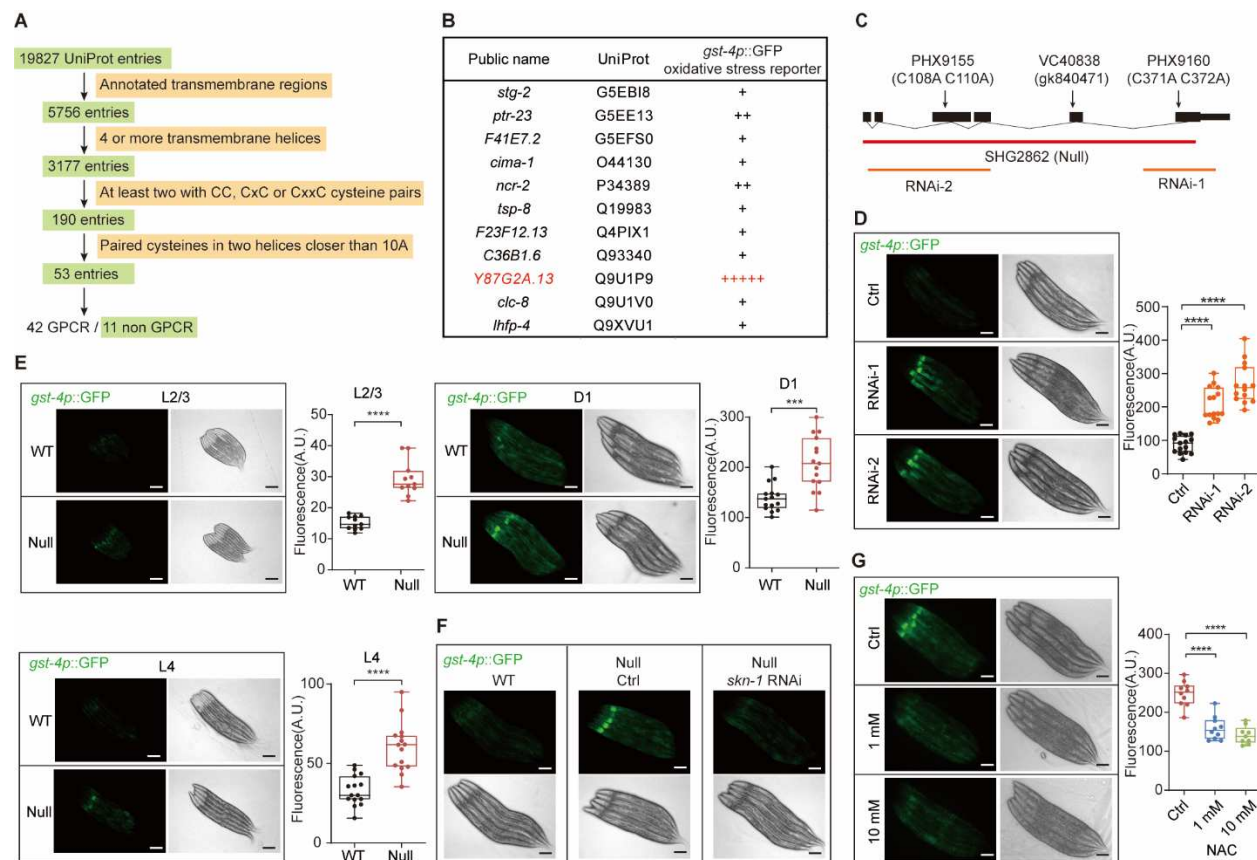 A
19827 UniProt entries
Annotated transmembrane regions
5756 entries
4 or more transmembrane helices
3177 entries
At least two with CC, CxC or CxxC cysteine pairs
190 entries
Paired cysteines in two helices closer than 10A
53 entries
42 GPCR / 11 non GPCR
B
Public name UniProt gst-4p::GFP oxidative stress reporter
stg-2 G5EBI8 +
ptr-23 G5EE13 ++
F41E7.2 G5EFS0 +
cima-1 O44130 +
ncr-2 P34389 ++
tsp-8 Q19983 +
F23F12.13 Q4PIX1 +
C36B1.6 Q93340 +
Y87G2A.13 Q9U1P9 +++++
clc-8 Q9U1V0 +
lhfp-4 Q9XVU1 +
C
PHX9155 VC40838 PHX9160
(C108A C110A) (gk840471) (C371A C372A)
SHG2862 (Null)
RNAi-2 RNAi-1
D
gst-4p::GFP
Ctrl
RNAi-1
RNAi-2
Fluorescence(A.U.)
500
400
300
200
100
0
****
****
Ctrl RNAi-1 RNAi-2
E
gst-4p::GFP L2/3
WT
Null
L2/3
Fluorescence(A.U.)
50
40
30
20
10
0
****
WT Null
gst-4p::GFP D1
WT
Null
D1
Fluorescence(A.U.)
300
200
100
0
***
WT Null
gst-4p::GFP L4
WT
Null
L4
Fluorescence(A.U.)
100
50
0
****
WT Null
F
gst-4p::GFP
WT
Null
Ctrl
Null
skn-1 RNAi
G
gst-4p::GFP
Ctrl
1 mM
10 mM
Fluorescence(A.U.)
400
300
200
100
0
****
****
Ctrl 1 mM 10 mM
NAC